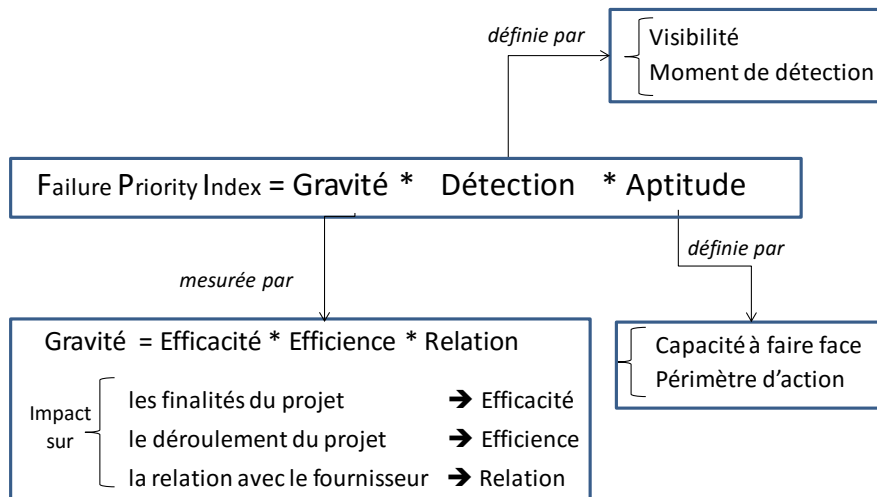 définie par
Visibilité
Moment de détection
Failure Priority Index = Gravité * Détection * Aptitude
définie par
mesurée par
Gravité = Efficacité * Efficience * Relation
Impact sur
les finalités du projet ➔ Efficacité
le déroulement du projet ➔ Efficience
la relation avec le fournisseur ➔ Relation
Capacité à faire face
Périmètre d’action